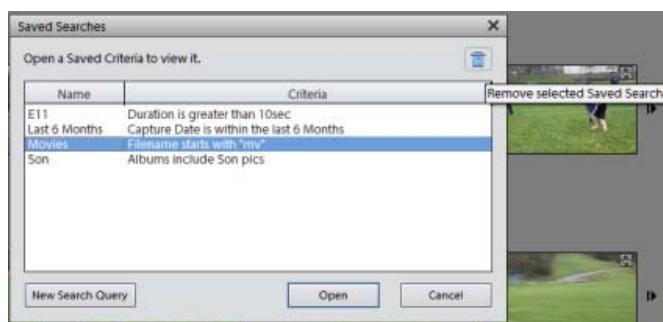 Saved Searches
Open a Saved Criteria to view it.
Remove selected Saved Search
Name Criteria
E11 Duration is greater than 10sec
Last 6 Months Capture Date is within the last 6 Months
Movies Filename starts with "mv"
Son Albums include Son pics
New Search Query Open Cancel